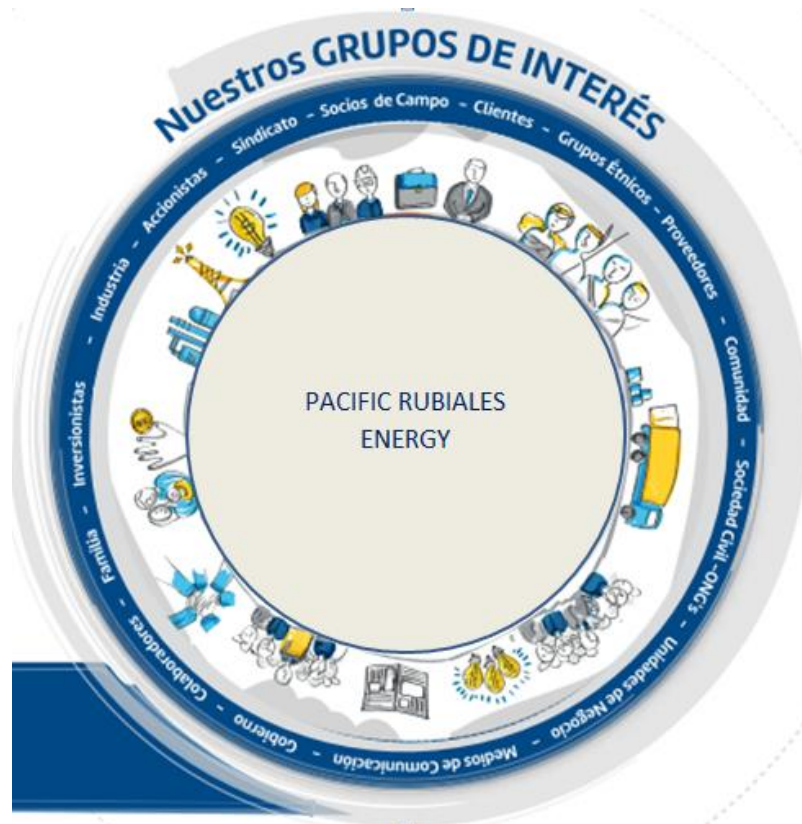 Nuestros GRUPOS DE INTERÉS
Inversionistas - Industria - Accionistas - Sindicato - Socios de Campo - Clientes - Grupos Étnicos - Proveedores - Comunidad - Sociedad Civil - ONG's - Unidades de Negocio - Medios de Comunicación - Gobierno - Colaboradores - Familia -
PACIFIC RUBIALES
ENERGY